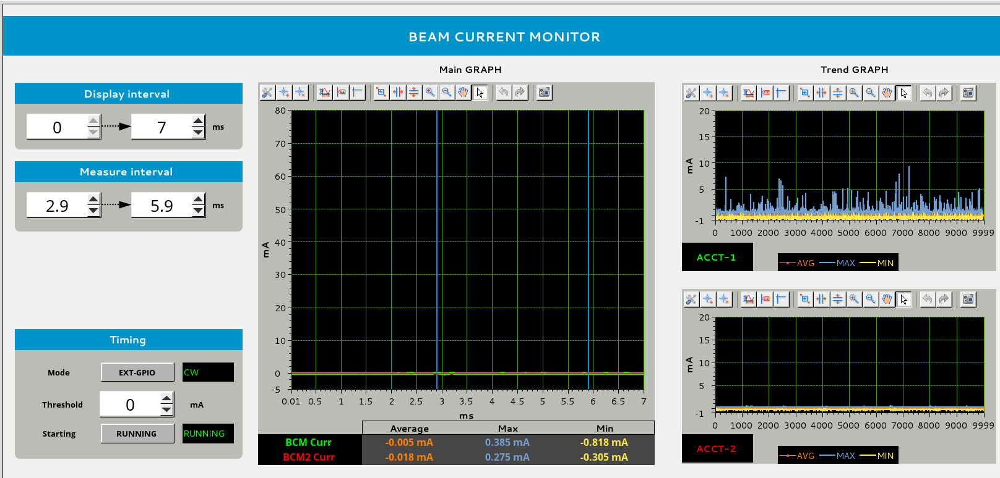 BEAM CURRENT MONITOR
Display interval
0 7 ms
Measure interval
2.9 5.9 ms
Timing
Mode EXT-GPIO CW
Threshold 0 mA
Starting RUNNING RUNNING
Main GRAPH
80
70
60
50
40
30
20
10
0
-5
mA
0.01 0.5 1 1.5 2 2.5 3 3.5 4 4.5 5 5.5 6 6.5 7
ms
Average Max Min
BCM Curr -0.005 mA 0.385 mA -0.818 mA
BCM2 Curr -0.018 mA 0.275 mA -0.305 mA
Trend GRAPH
20
15
10
5
-1
mA
0 1000 2000 3000 4000 5000 6000 7000 8000 9000 9999
ACCT-1
AVG MAX MIN
20
15
10
5
-1
mA
0 1000 2000 3000 4000 5000 6000 7000 8000 9000 9999
ACCT-2
AVG MAX MIN